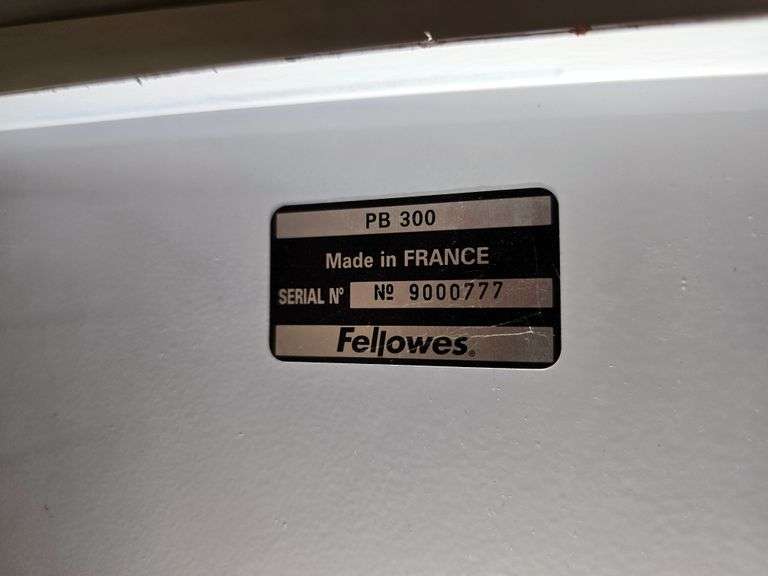 PB 300
Made in FRANCE
SERIAL N° Nº 9000777
Fellowes®